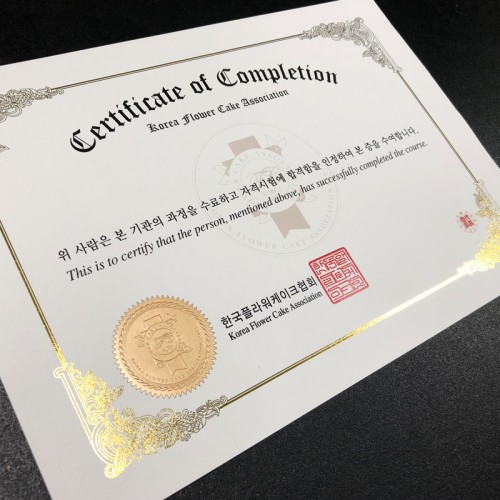 Certificate of Completion
Korea Flower Cake Association
위 사람은 본 기관의 과정을 수료하고 자격시험에 합격함을 인정하여 본 증을 수여합니다.
This is to certify that the person, mentioned above, has successfully completed the course.
한국플라워케이크협회
Korea Flower Cake Association